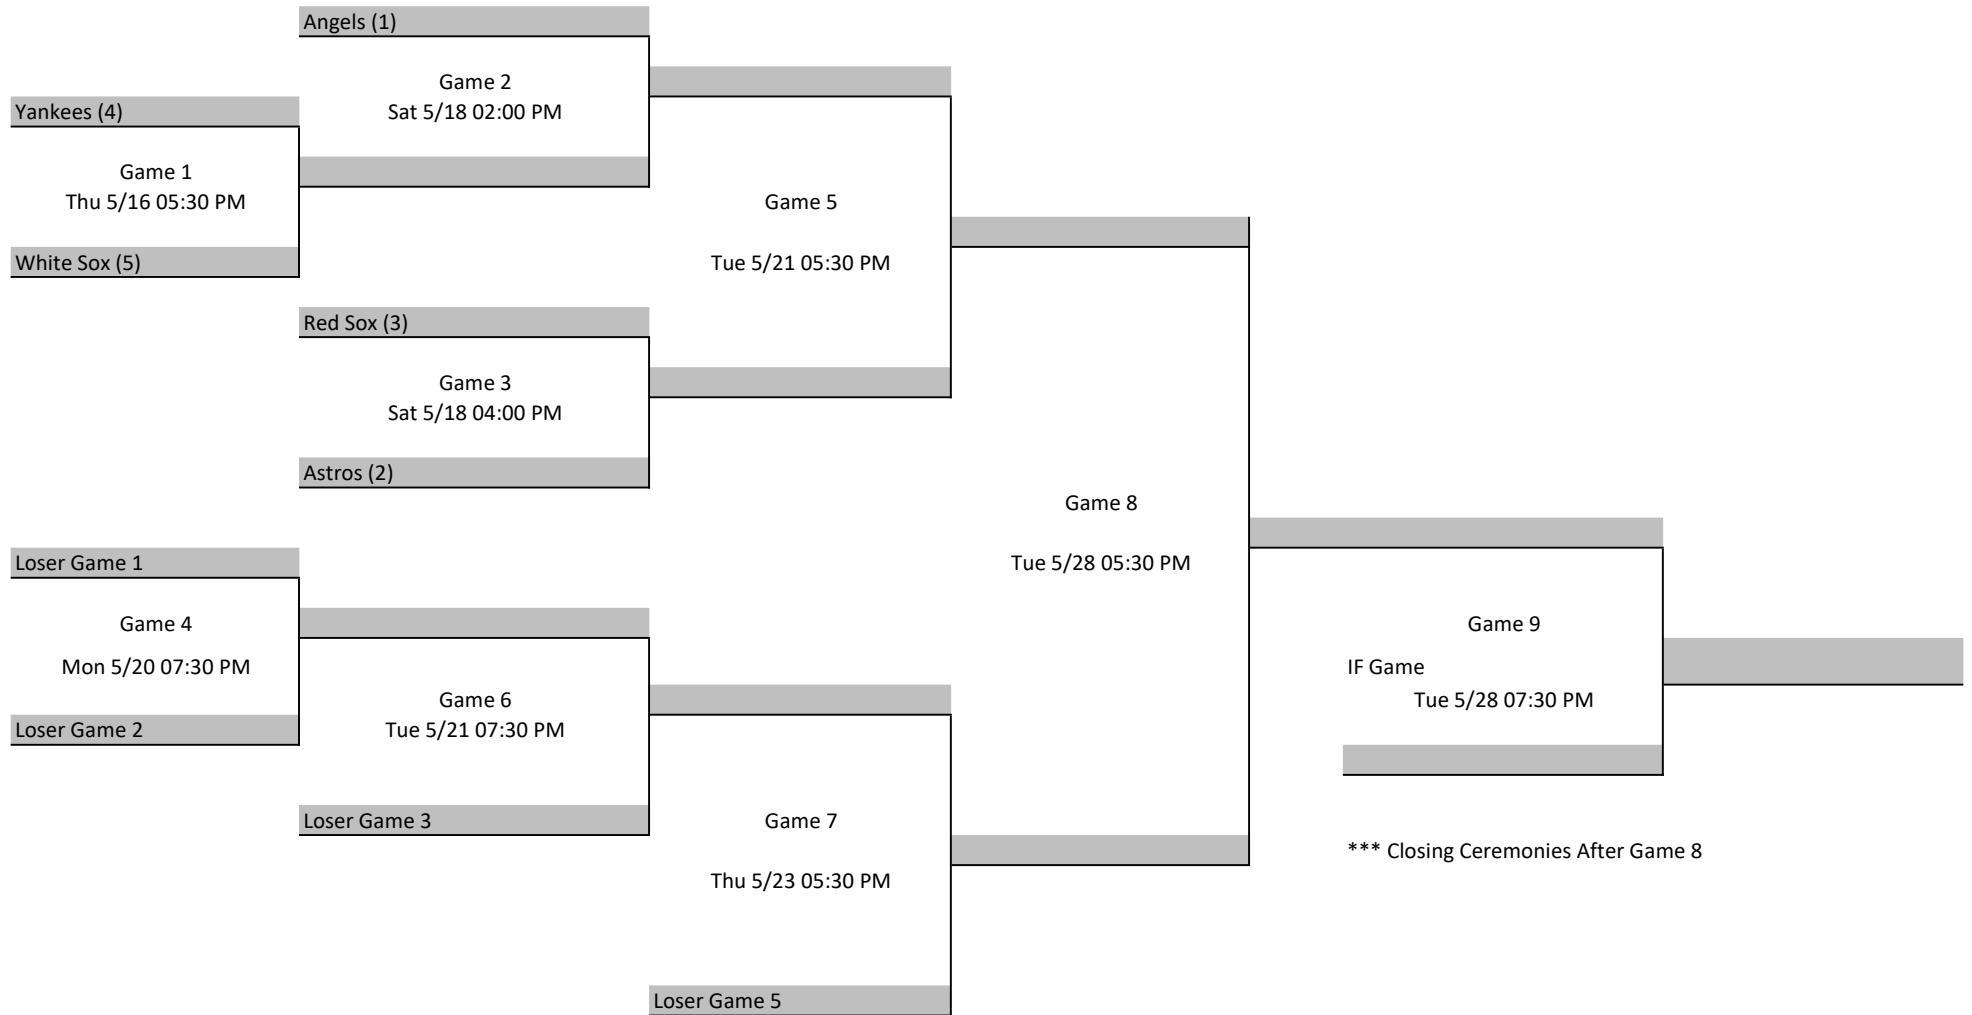 Angels (1)
Game 2
Sat 5/18 02:00 PM
Yankees (4)
Game 1
Thu 5/16 05:30 PM
White Sox (5)
Game 5
Tue 5/21 05:30 PM
Red Sox (3)
Game 3
Sat 5/18 04:00 PM
Astros (2)
Game 8
Tue 5/28 05:30 PM
Loser Game 1
Game 4
Mon 5/20 07:30 PM
Loser Game 2
Game 6
Tue 5/21 07:30 PM
Loser Game 3
Game 7
Thu 5/23 05:30 PM
Loser Game 5
Game 9
IF Game
Tue 5/28 07:30 PM
*** Closing Ceremonies After Game 8